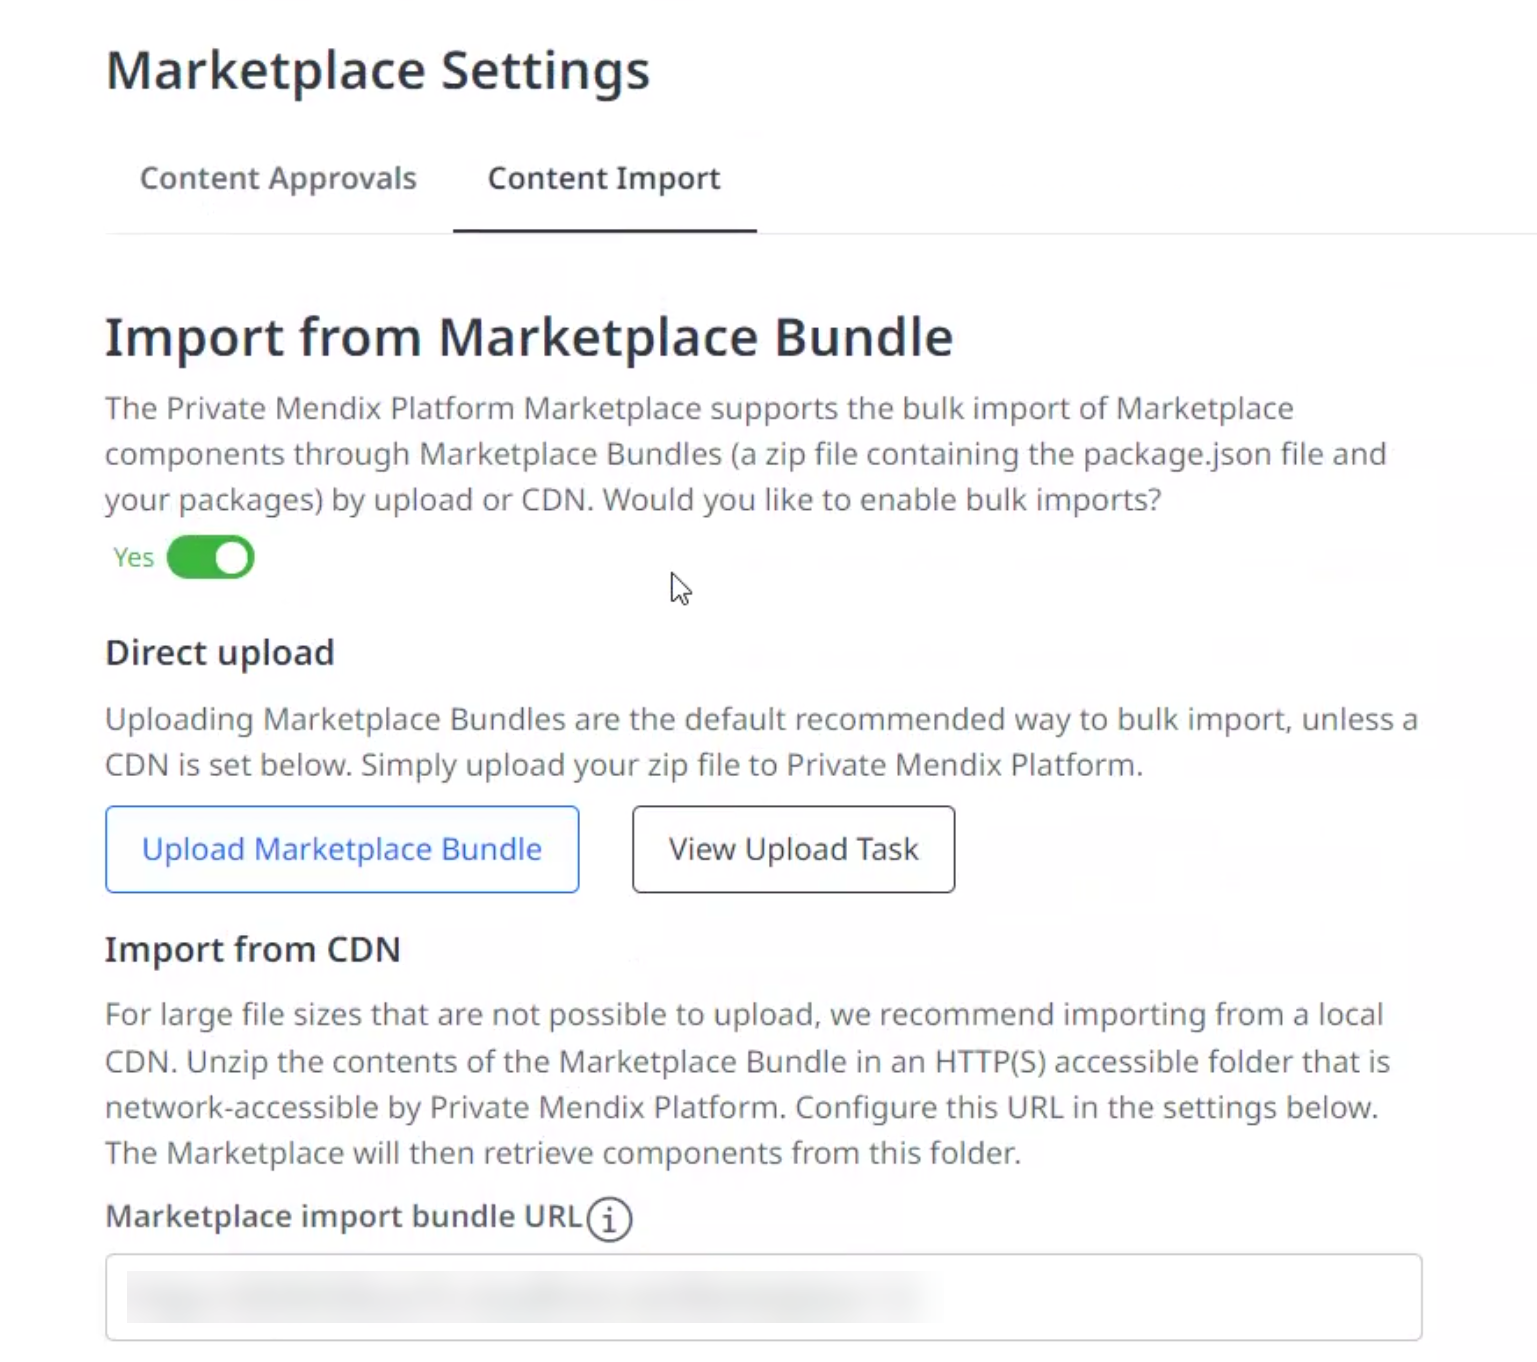 Marketplace Settings
Content Approvals Content Import
Import from Marketplace Bundle
The Private Mendix Platform Marketplace supports the bulk import of Marketplace
components through Marketplace Bundles (a zip file containing the package.json file and
your packages) by upload or CDN. Would you like to enable bulk imports?
Yes
Direct upload
Uploading Marketplace Bundles are the default recommended way to bulk import, unless a
CDN is set below. Simply upload your zip file to Private Mendix Platform.
Upload Marketplace Bundle View Upload Task
Import from CDN
For large file sizes that are not possible to upload, we recommend importing from a local
CDN. Unzip the contents of the Marketplace Bundle in an HTTP(S) accessible folder that is
network-accessible by Private Mendix Platform. Configure this URL in the settings below.
The Marketplace will then retrieve components from this folder.
Marketplace import bundle URL